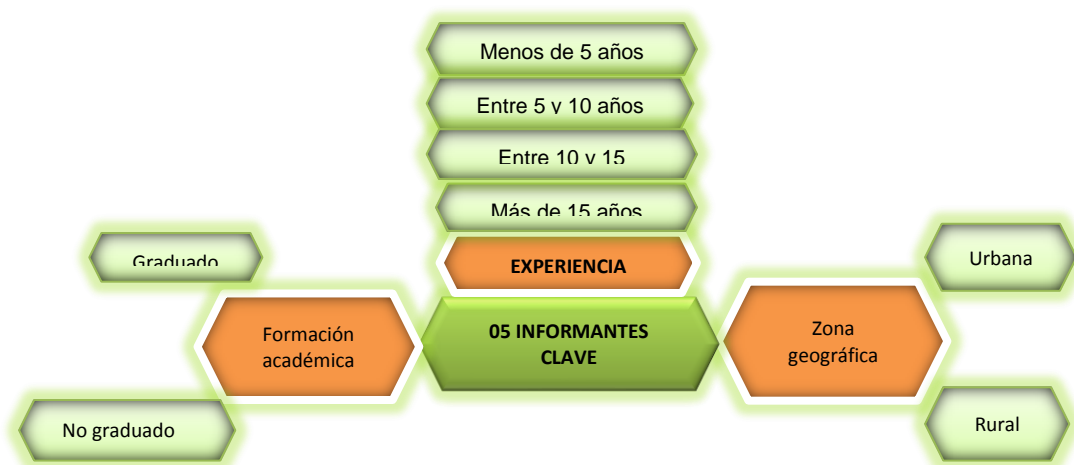 Menos de 5 años
Entre 5 y 10 años
Entre 10 y 15
Más de 15 años
EXPERIENCIA
Graduado
Urbana
Formación
académica
05 INFORMANTES
CLAVE
Zona
geográfica
No graduado
Rural